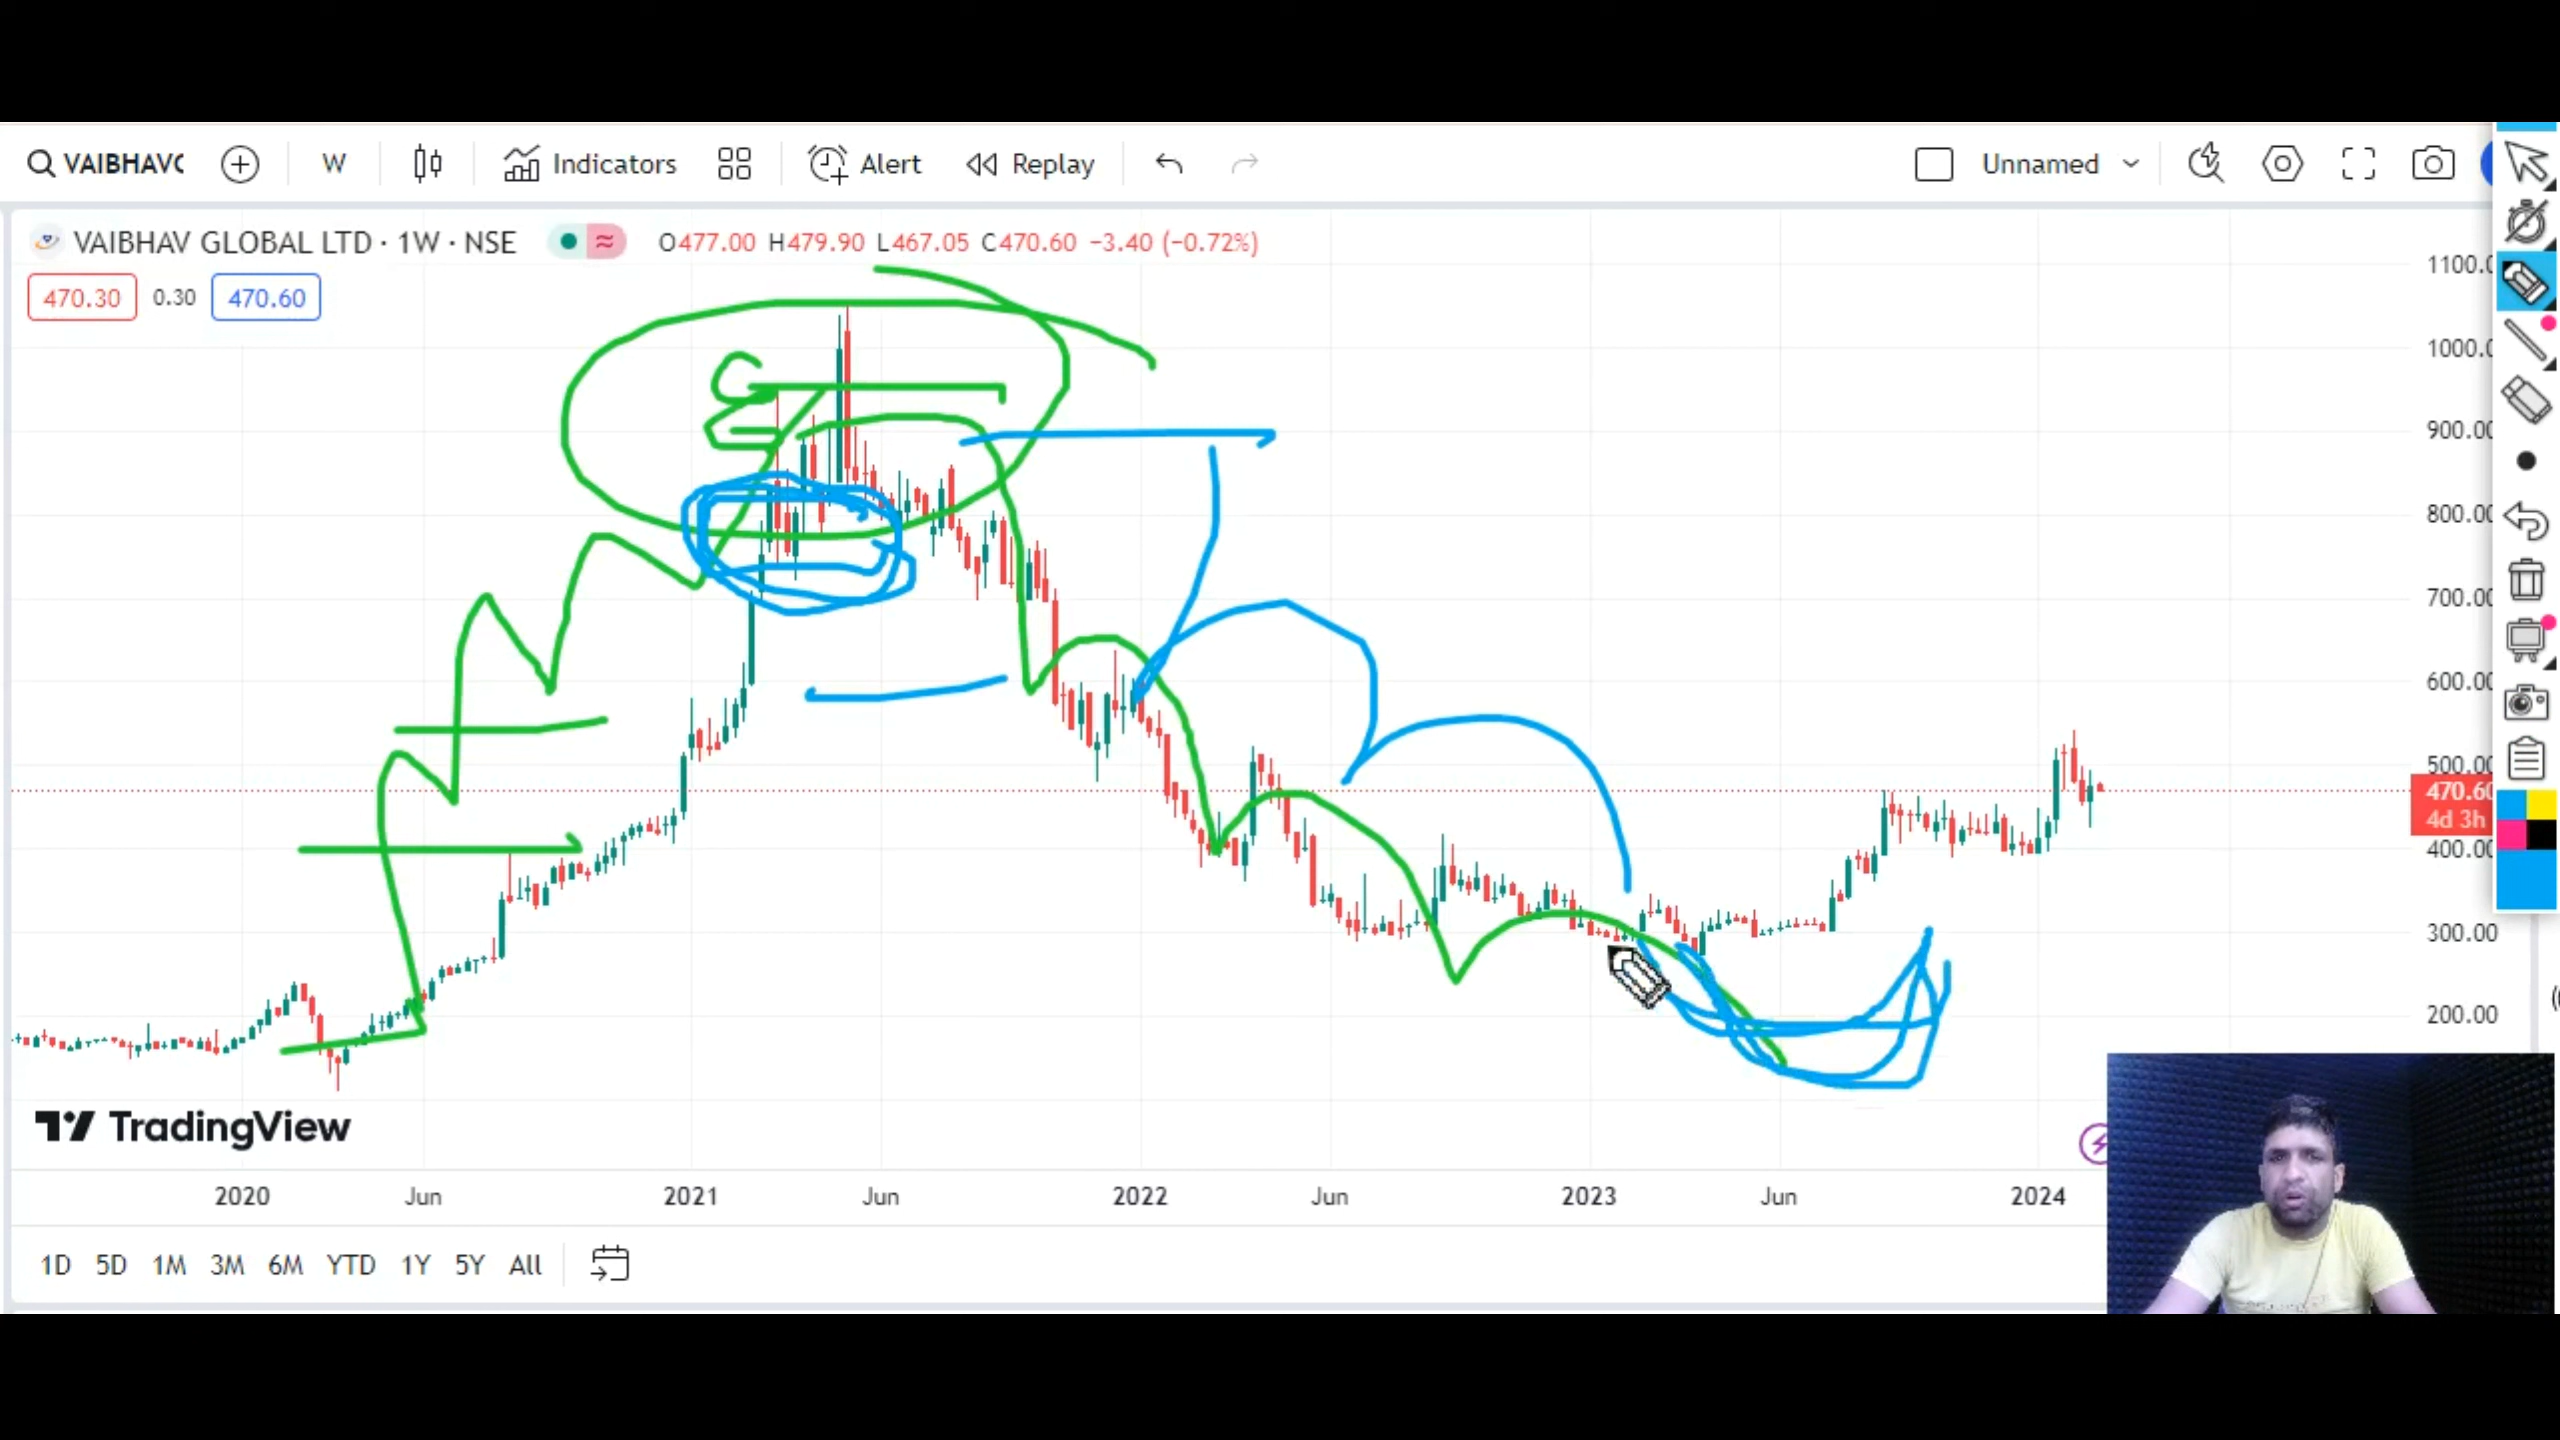 VAIBHAVC W Indicators Alert Replay Unnamed
VAIBHAV GLOBAL LTD · 1W · NSE O477.00 H479.90 L467.05 C470.60 −3.40 (−0.72%)
470.30 0.30 470.60
1100.0
1000.0
900.00
800.00
700.00
600.00
500.00
470.60
4d 3h
400.00
300.00
200.00
TradingView
2020 Jun 2021 Jun 2022 Jun 2023 Jun 2024
1D 5D 1M 3M 6M YTD 1Y 5Y All